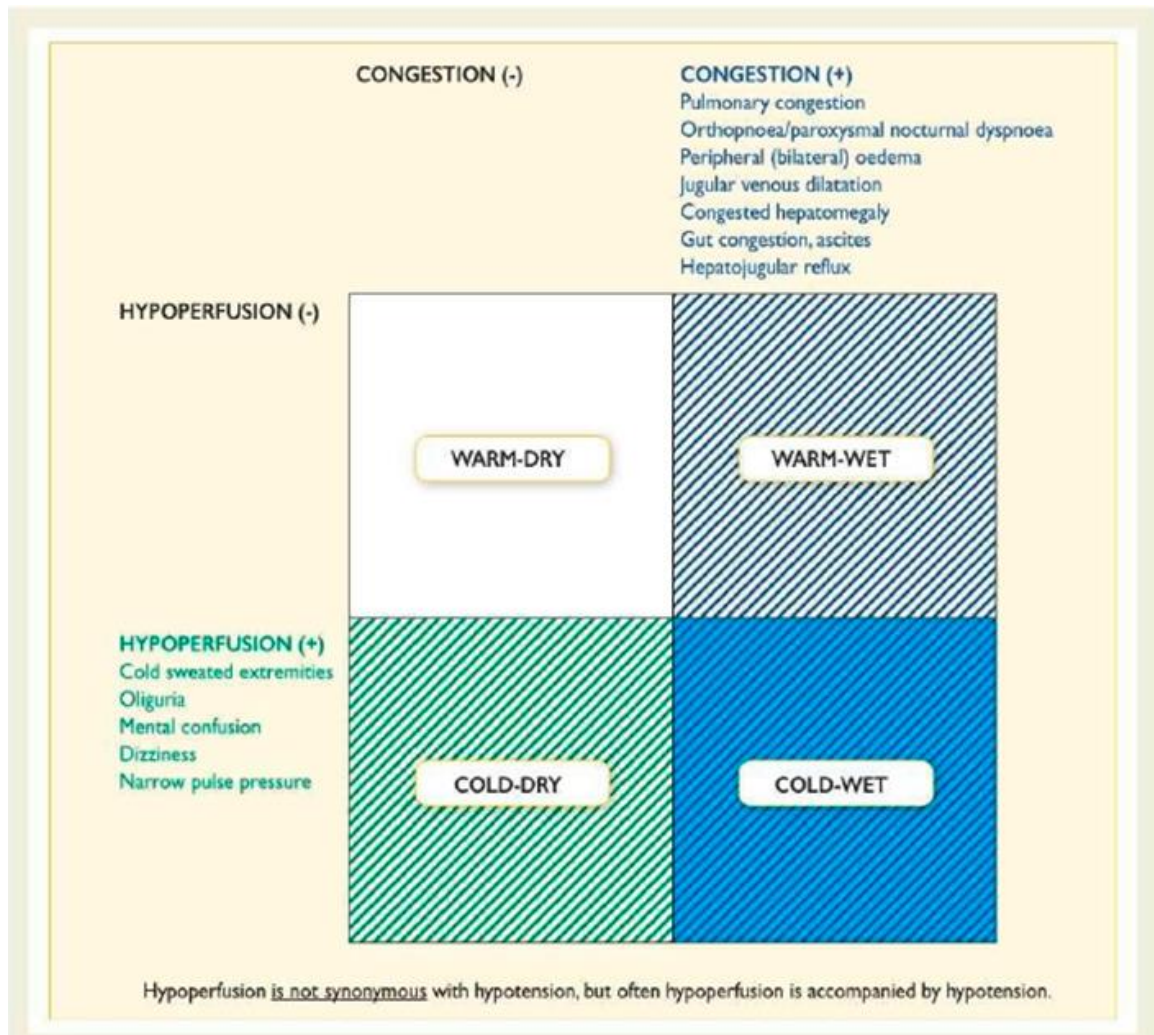 CONGESTION (-)
CONGESTION (+)
Pulmonary congestion
Orthopnoea/paroxysmal nocturnal dyspnoea
Peripheral (bilateral) oedema
Jugular venous dilatation
Congested hepatomegaly
Gut congestion, ascites
Hepatojugular reflux
HYPOPERFUSION (-)
WARM-DRY
WARM-WET
HYPOPERFUSION (+)
Cold sweated extremities
Oliguria
Mental confusion
Dizziness
Narrow pulse pressure
COLD-DRY
COLD-WET
Hypoperfusion is not synonymous with hypotension, but often hypoperfusion is accompanied by hypotension.